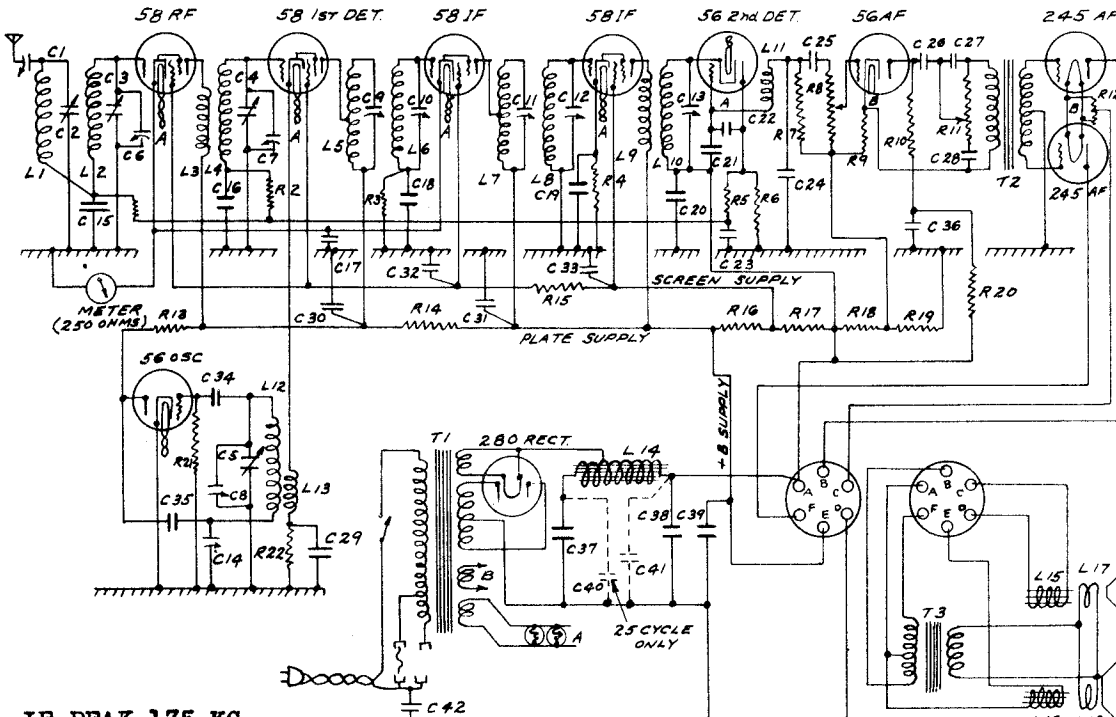 58 RF
58 1ST DET.
58 IF
58 IF
56 2nd DET.
56 AF
245 AF
C1
C2
C3
C6
L1
L2
C15
L3
L4
C4
C7
C16
R2
A
A
L5
C9
C10
L6
R3
C18
A
C11
L7
C12
L8
C19
R4
A
L9
L10
C13
C20
B
A
L11
C22
C21
R5
R6
C23
C25
R7
R8
C24
B
R9
C26
C27
R10
R11
C28
C36
T2
B
R12
245 AF
METER
(250 OHMS)
R13
C17
C30
C32
R14
C31
R15
C33
SCREEN SUPPLY
PLATE SUPPLY
R16
R17
R18
R19
R20
+ B SUPPLY
56 OSC
C34
L12
R21
C5
C8
C35
C14
R22
L13
C29
T1
280 RECT.
L14
C37
C38
C39
C40
C41
25 CYCLE
ONLY
B
A
C42
A
B
C
F
E
D
A
B
C
F
E
D
L15
L17
T3
IF PEAK 175 KC